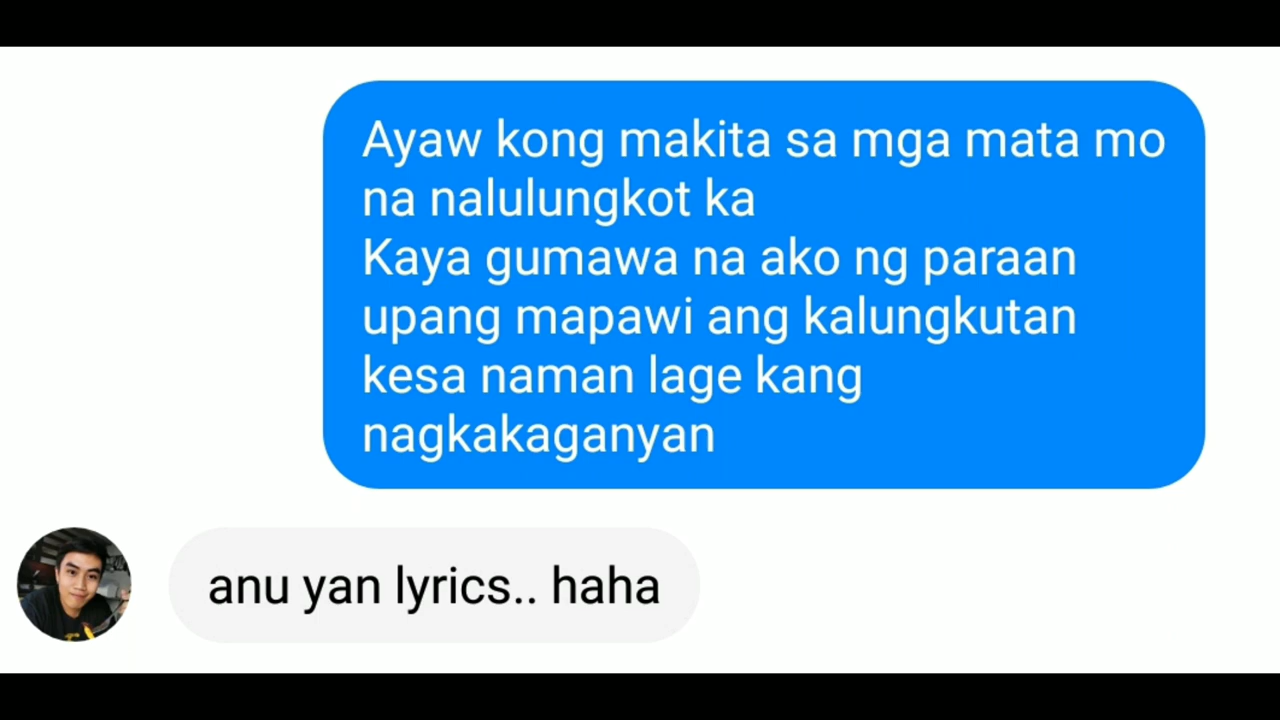 Ayaw kong makita sa mga mata mo
na nalulungkot ka
Kaya gumawa na ako ng paraan
upang mapawi ang kalungkutan
kesa naman lage kang
nagkakaganyan
anu yan lyrics.. haha